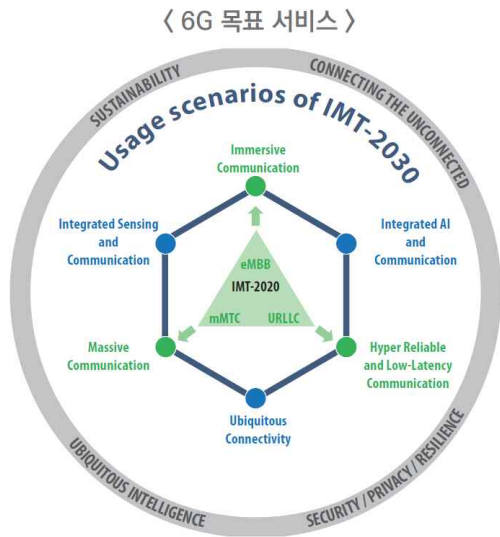 < 6G 목표 서비스 >
SUSTAINABILITY
CONNECTING THE UNCONNECTED
Usage scenarios of IMT-2030
Immersive
Communication
Integrated Sensing
and
Communication
Integrated AI
and
Communication
eMBB
IMT-2020
mMTC URLLC
Massive
Communication
Hyper Reliable
and Low-Latency
Communication
Ubiquitous
Connectivity
UBIQUITOUS INTELLIGENCE
SECURITY / PRIVACY / RESILIENCE